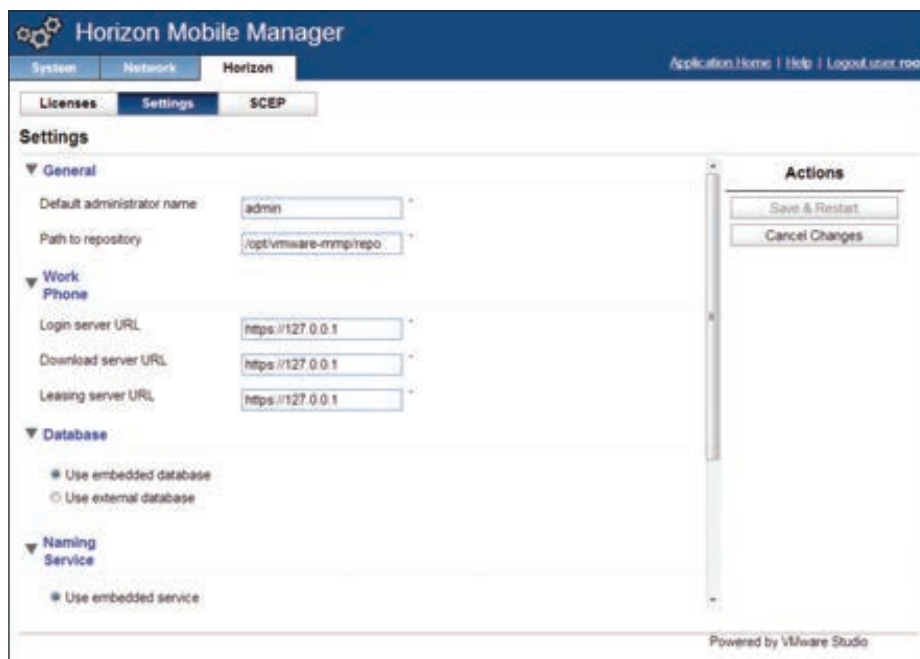 Horizon Mobile Manager
System Network Horizon
Application Home | Help | Logout user roo
Licenses Settings SCEP
Settings
General
Default administrator name admin *
Path to repository /opt/vmware-mmp/repo *
Work
Phone
Login server URL https://127.0.0.1 *
Download server URL https://127.0.0.1 *
Leasing server URL https://127.0.0.1 *
Database
Use embedded database
Use external database
Naming
Service
Use embedded service
Actions
Save & Restart
Cancel Changes
Powered by VMware Studio